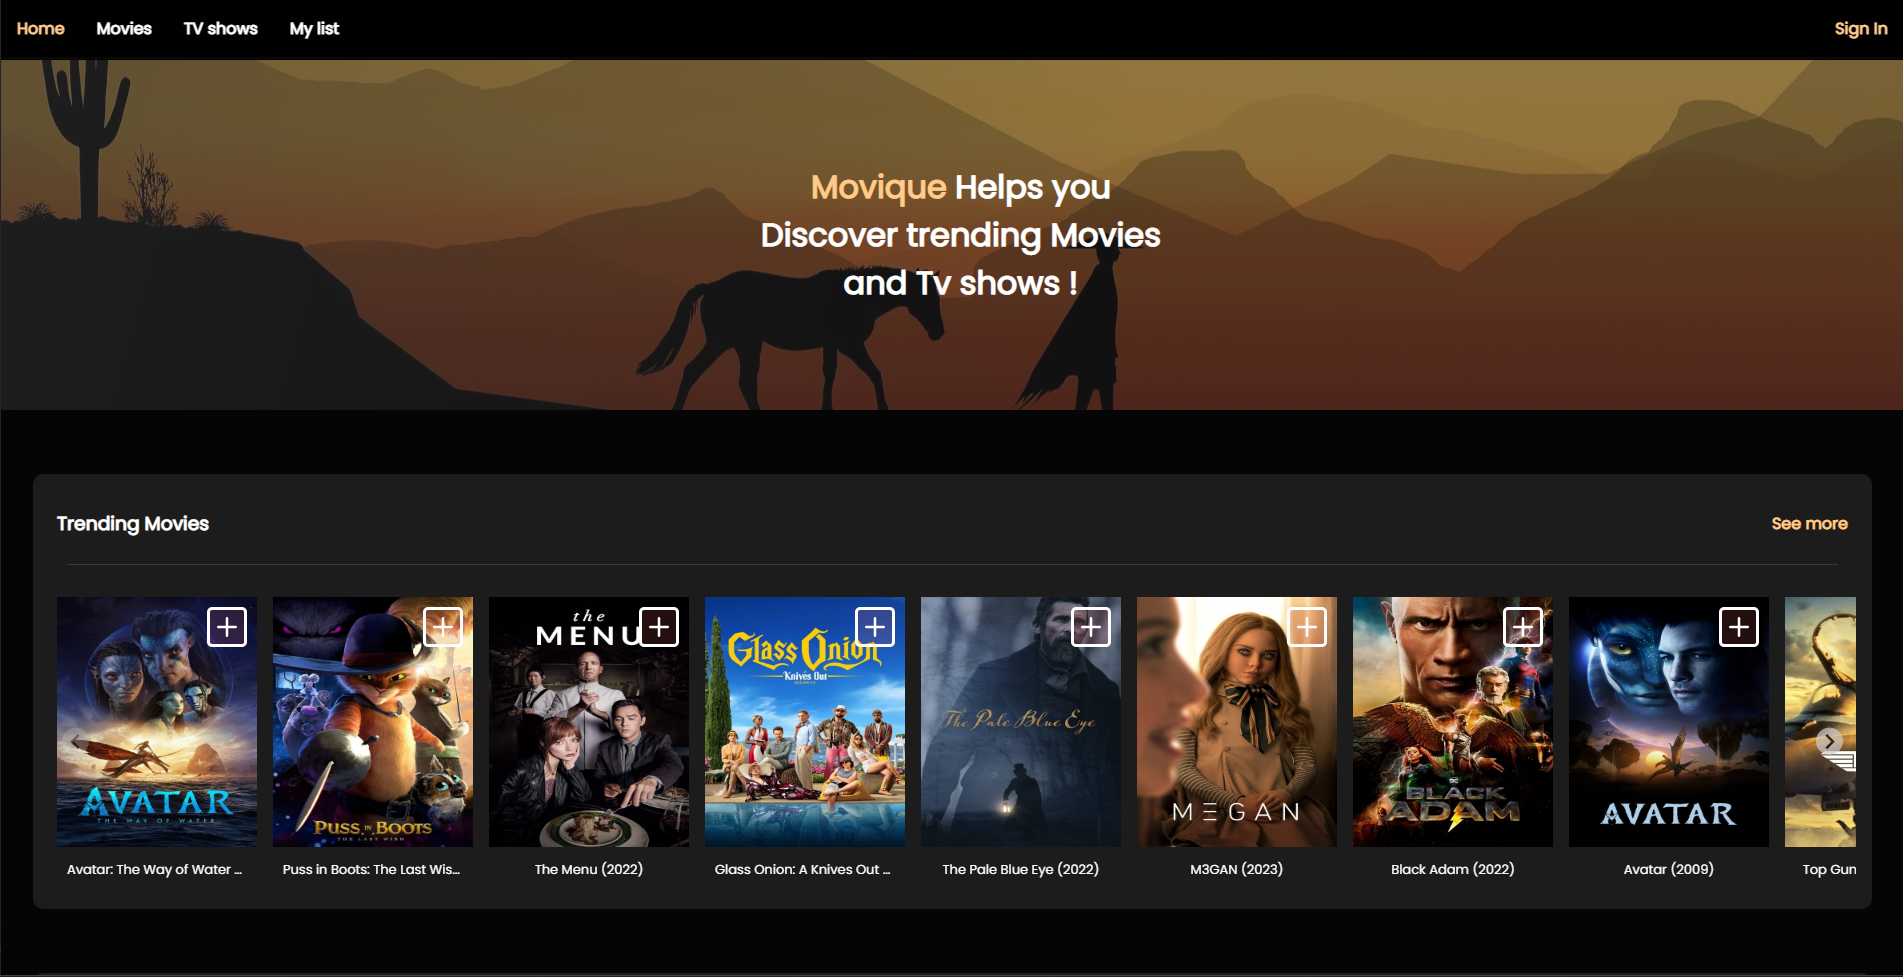 Home Movies TV shows My list Sign In
Movique Helps you
Discover trending Movies
and Tv shows !
Trending Movies See more
AVATAR
THE WAY OF WATER
PUSS IN BOOTS
THE LAST WISH
the
MENU
Glass Onion
Knives Out
The Pale Blue Eye
M3GAN
DC
BLACK
ADAM
AVATAR
Avatar: The Way of Water ...
Puss in Boots: The Last Wis...
The Menu (2022)
Glass Onion: A Knives Out ...
The Pale Blue Eye (2022)
M3GAN (2023)
Black Adam (2022)
Avatar (2009)
Top Gun